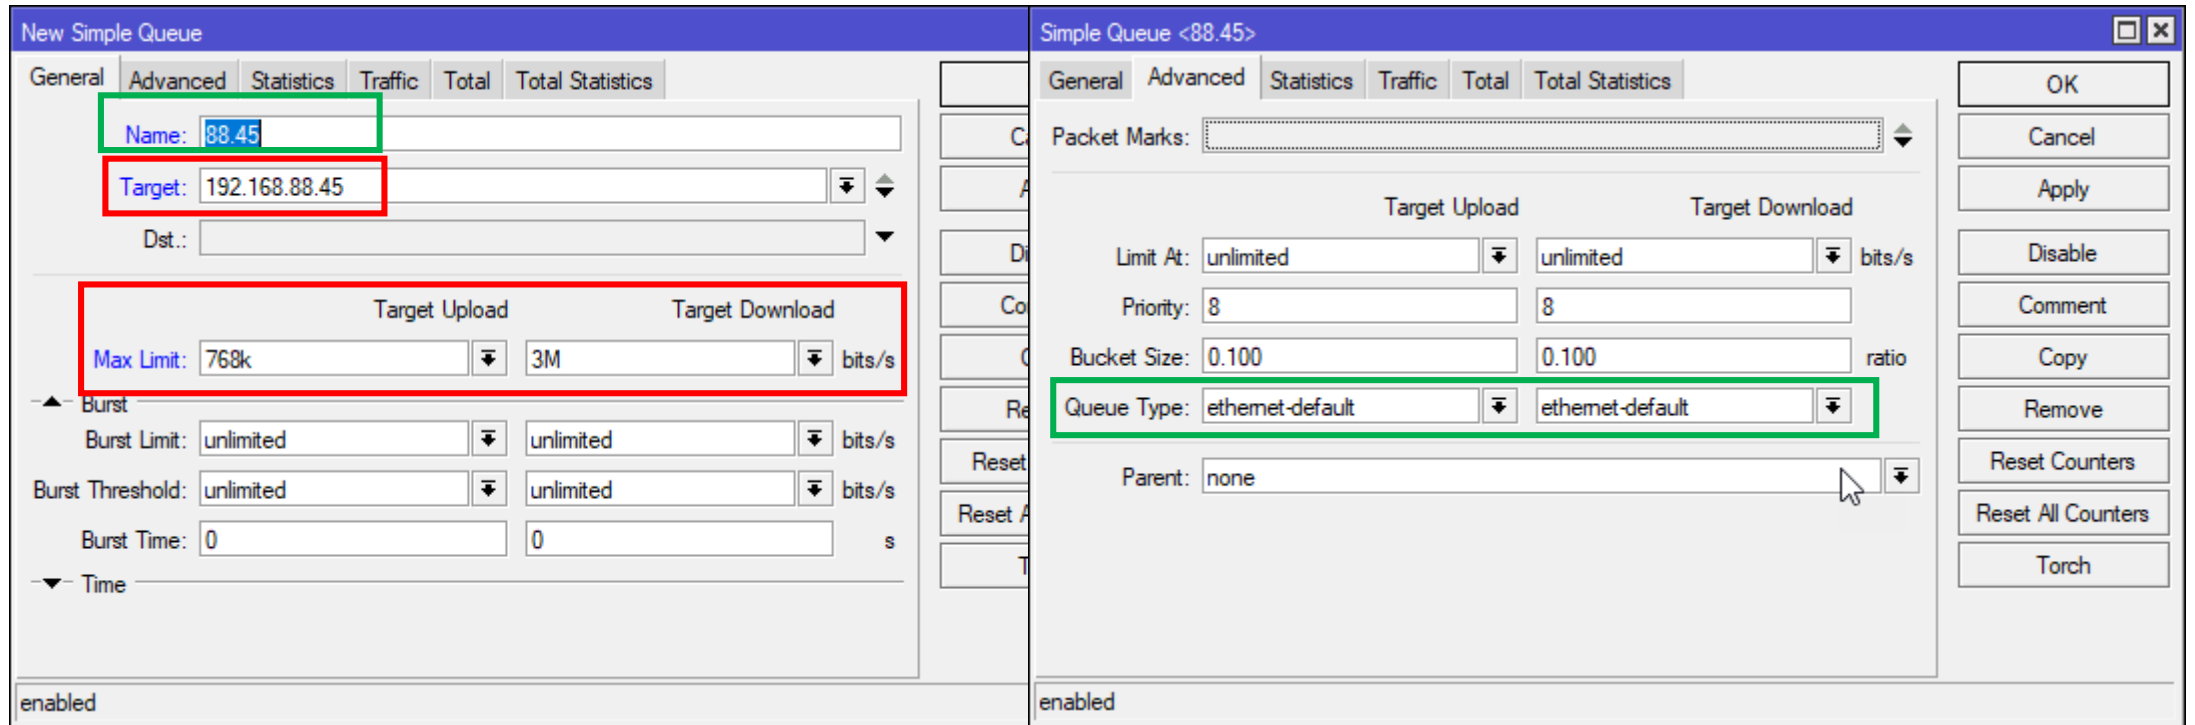 New Simple Queue
General Advanced Statistics Traffic Total Total Statistics
Name: 88.45
Target: 192.168.88.45
Dst.:
Target Upload Target Download
Max Limit: 768k 3M bits/s
Burst
Burst Limit: unlimited unlimited bits/s
Burst Threshold: unlimited unlimited bits/s
Burst Time: 0 0 s
Time
enabled
Reset
Simple Queue <88.45>
General Advanced Statistics Traffic Total Total Statistics
Packet Marks:
Target Upload Target Download
Limit At: unlimited unlimited bits/s
Priority: 8 8
Bucket Size: 0.100 0.100 ratio
Queue Type: ethernet-default ethernet-default
Parent: none
OK
Cancel
Apply
Disable
Comment
Copy
Remove
Reset Counters
Reset All Counters
Torch
enabled